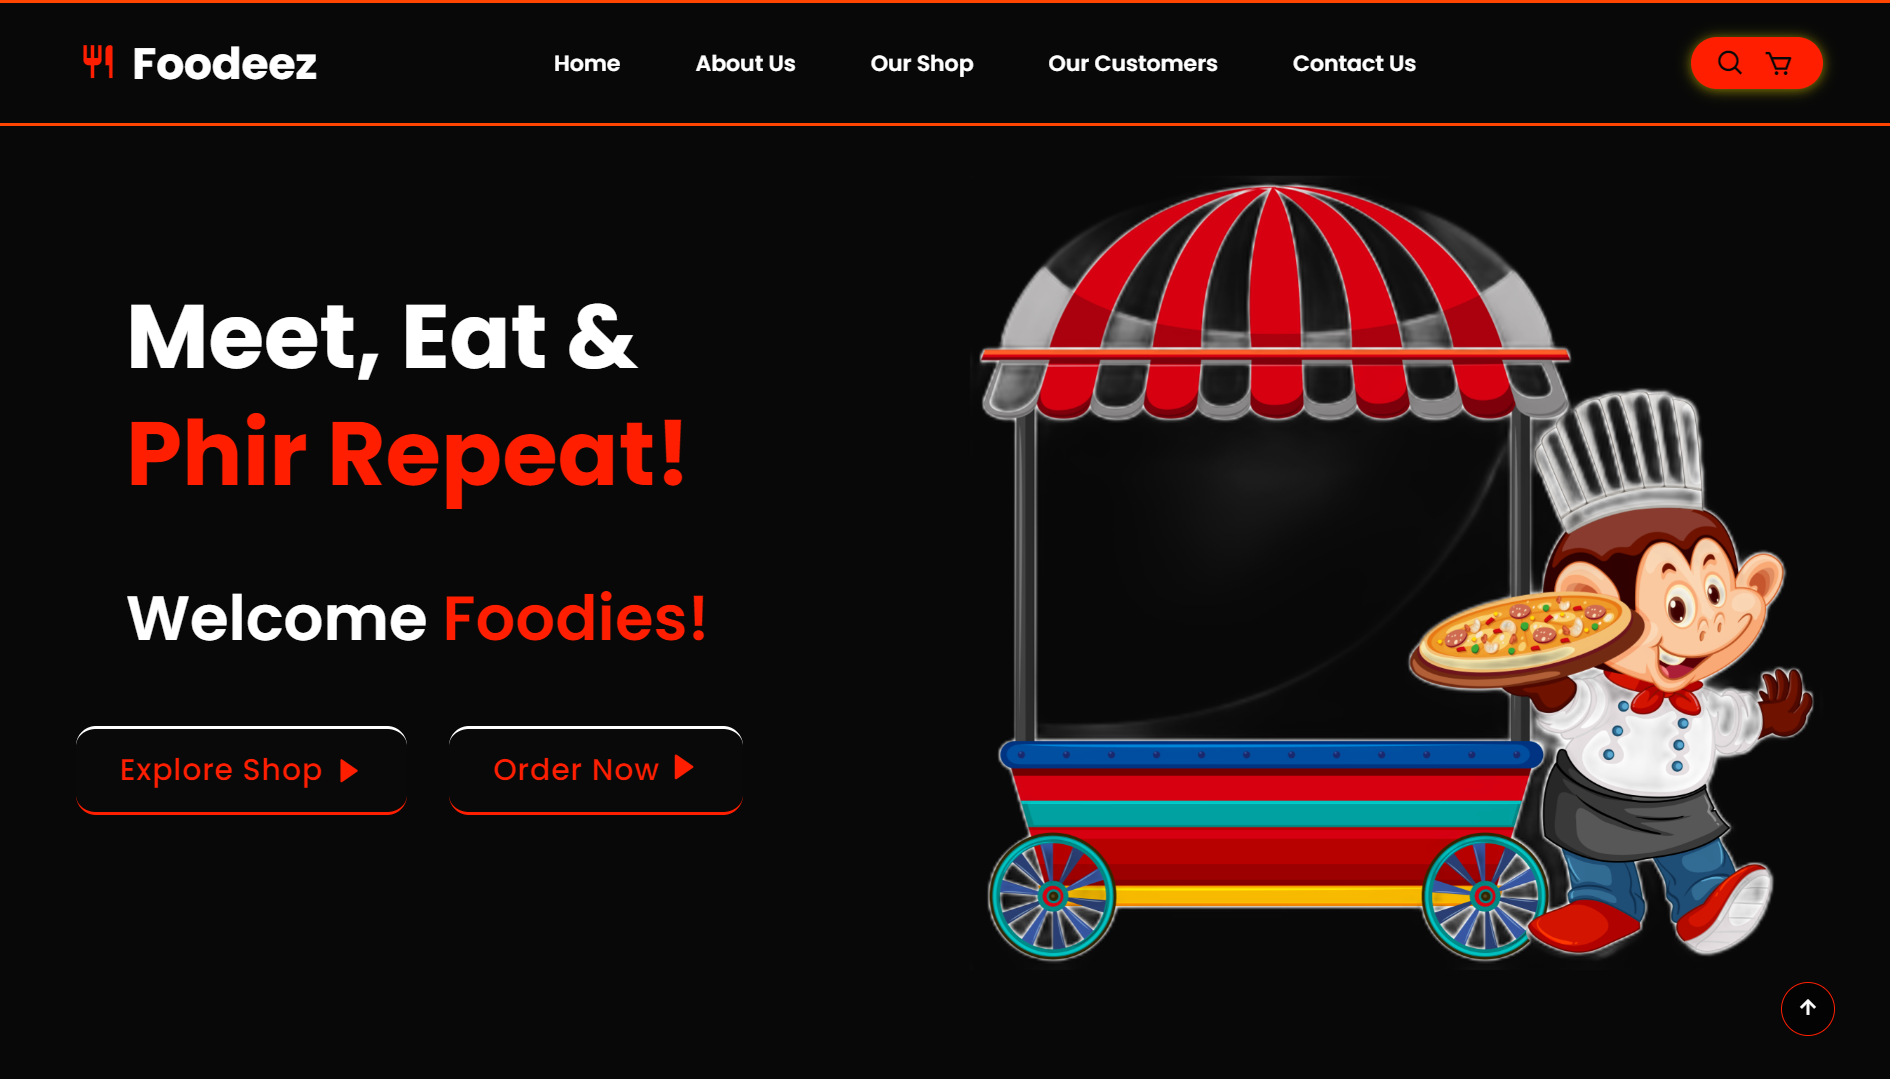 Foodeez
Home About Us Our Shop Our Customers Contact Us
Meet, Eat &
Phir Repeat!
Welcome Foodies!
Explore Shop
Order Now